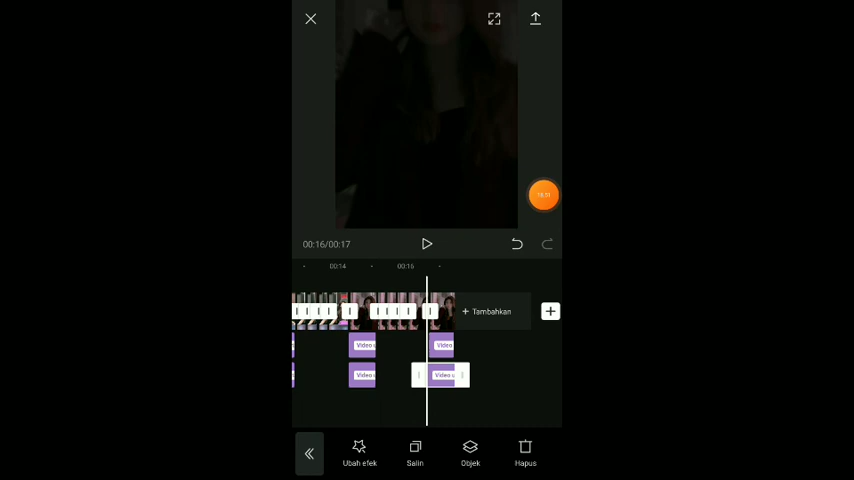 00:16/00:17
00:14
00:16
+ Tambahkan
Video
Video
Video
Video
Ubah efek
Salin
Objek
Hapus